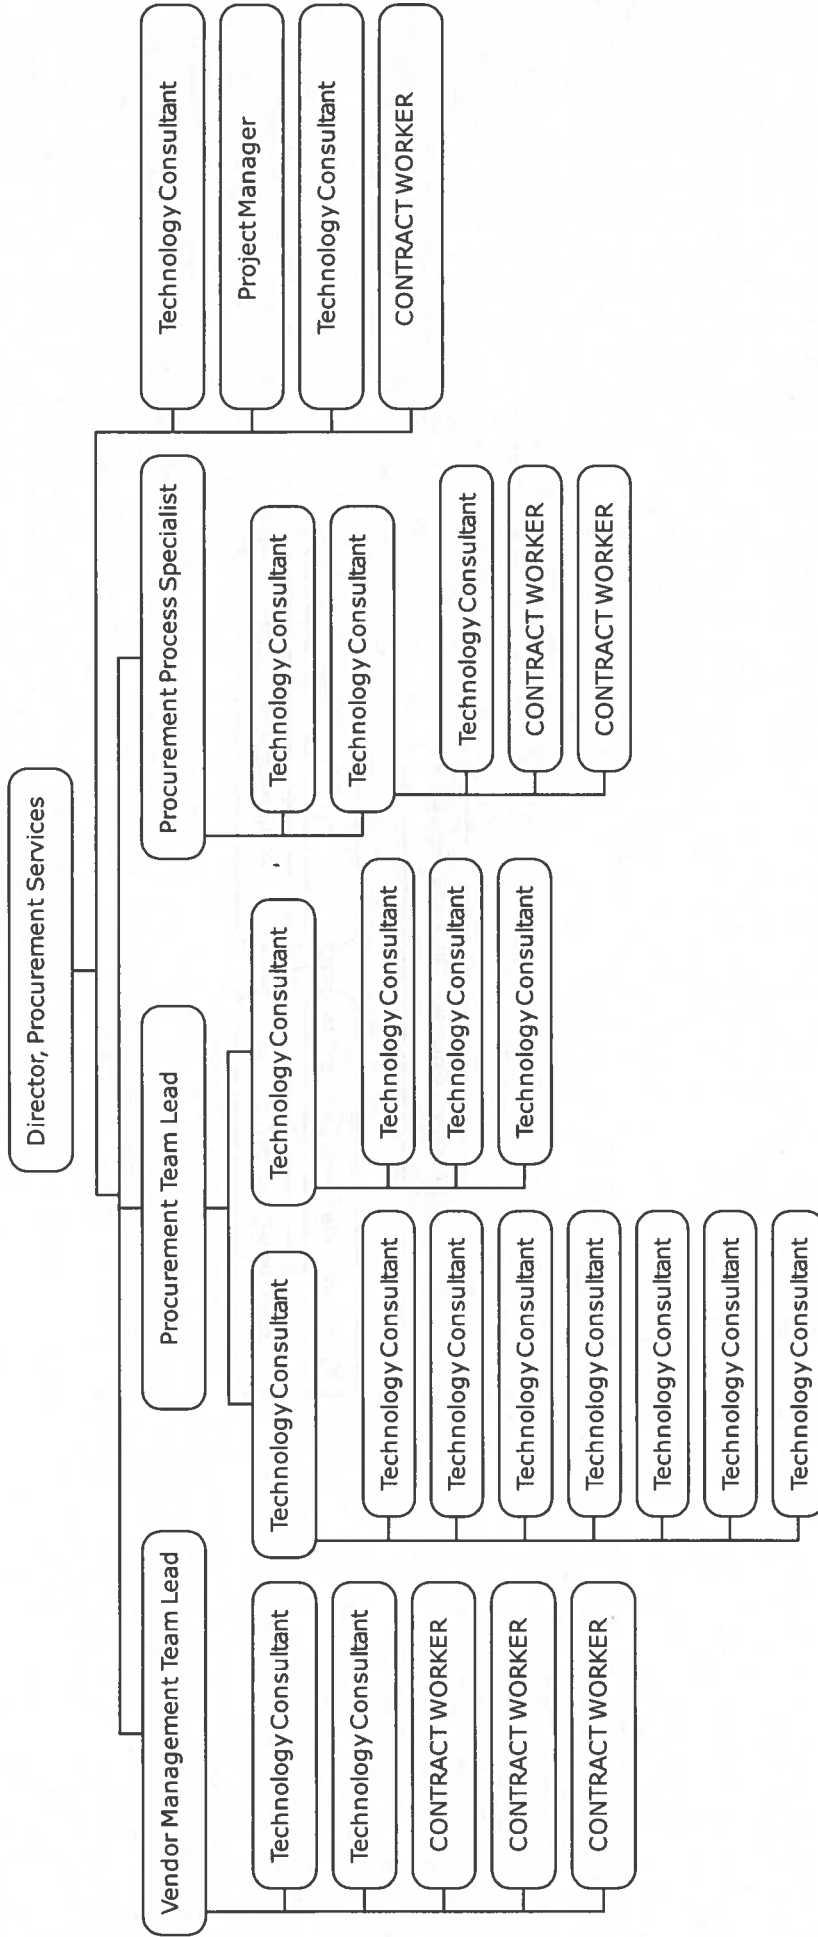 Director, Procurement Services
Vendor Management Team Lead
Technology Consultant
Technology Consultant
CONTRACT WORKER
CONTRACT WORKER
CONTRACT WORKER
Procurement Team Lead
Technology Consultant
Technology Consultant
Technology Consultant
Technology Consultant
Technology Consultant
Technology Consultant
Technology Consultant
Technology Consultant
Technology Consultant
Technology Consultant
Technology Consultant
Technology Consultant
Procurement Process Specialist
Technology Consultant
Technology Consultant
Technology Consultant
CONTRACT WORKER
CONTRACT WORKER
Technology Consultant
Project Manager
Technology Consultant
CONTRACT WORKER